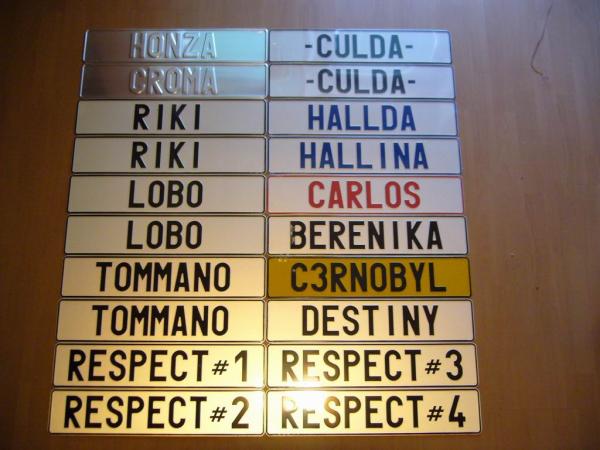 HONZA -CULDA-
CROMA -CULDA-
RIKI HALLDA
RIKI HALLINA
LOBO CARLOS
LOBO BERENIKA
TOMMANO C3RNOBYL
TOMMANO DESTINY
RESPECT#1 RESPECT#3
RESPECT#2 RESPECT#4